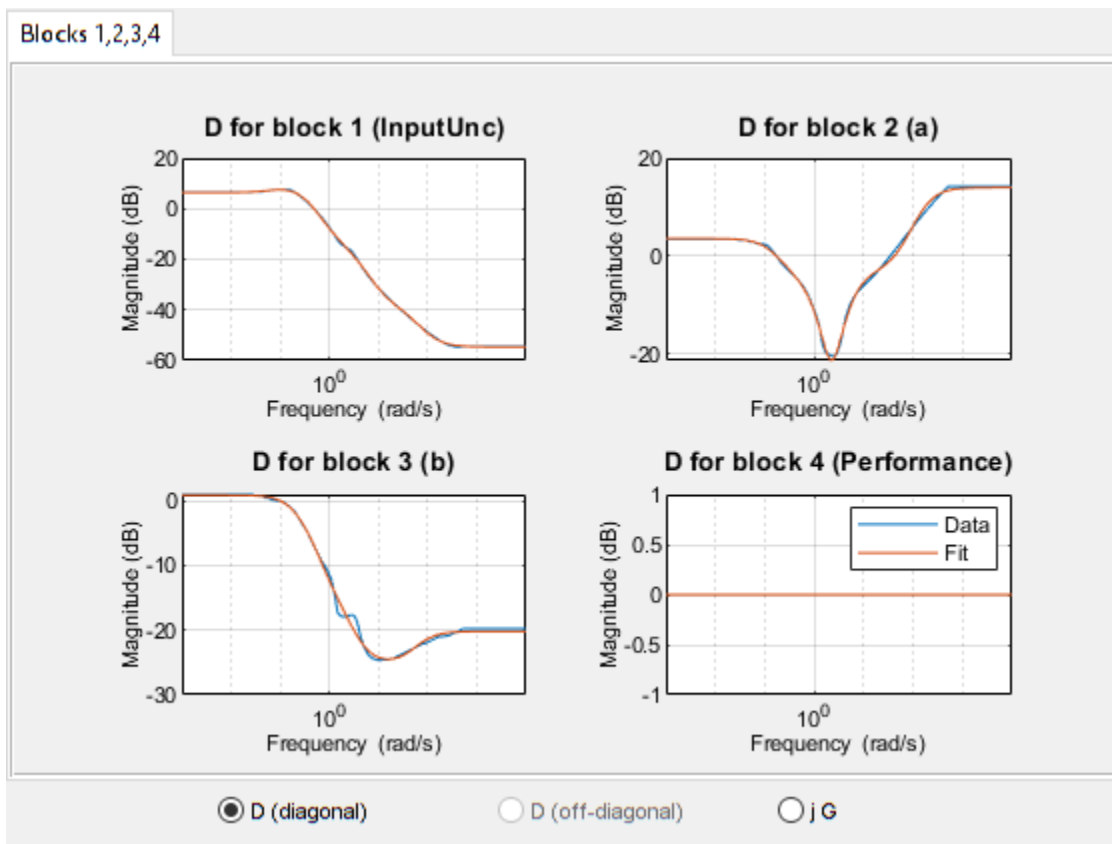 Blocks 1,2,3,4
D for block 1 (InputUnc)
Magnitude (dB)
20
0
-20
-40
-60
10^0
Frequency (rad/s)
D for block 2 (a)
Magnitude (dB)
20
0
-20
10^0
Frequency (rad/s)
D for block 3 (b)
Magnitude (dB)
0
-10
-20
-30
10^0
Frequency (rad/s)
D for block 4 (Performance)
Magnitude (dB)
1
0.5
0
-0.5
-1
Data
Fit
10^0
Frequency (rad/s)
D (diagonal)
D (off-diagonal)
j G